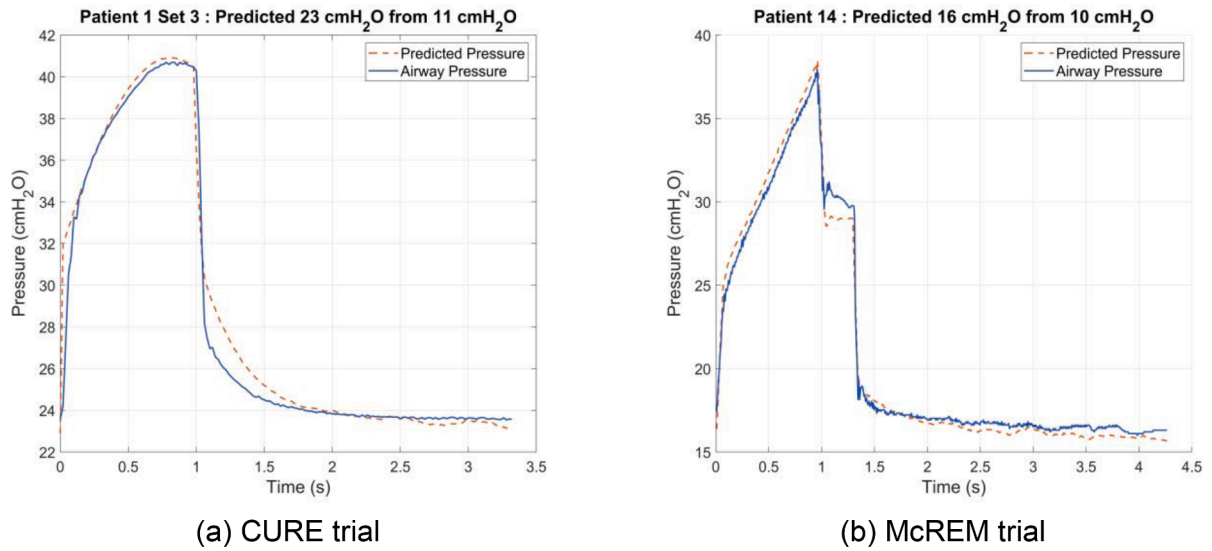 Patient 1 Set 3 : Predicted 23 cmH2O from 11 cmH2O
42
40
38
36
34
32
30
28
26
24
22
Pressure (cmH2O)
Predicted Pressure
Airway Pressure
0 0.5 1 1.5 2 2.5 3 3.5
Time (s)
(a) CURE trial
Patient 14 : Predicted 16 cmH2O from 10 cmH2O
40
35
30
25
20
15
Pressure (cmH2O)
Predicted Pressure
Airway Pressure
0 0.5 1 1.5 2 2.5 3 3.5 4 4.5
Time (s)
(b) McREM trial